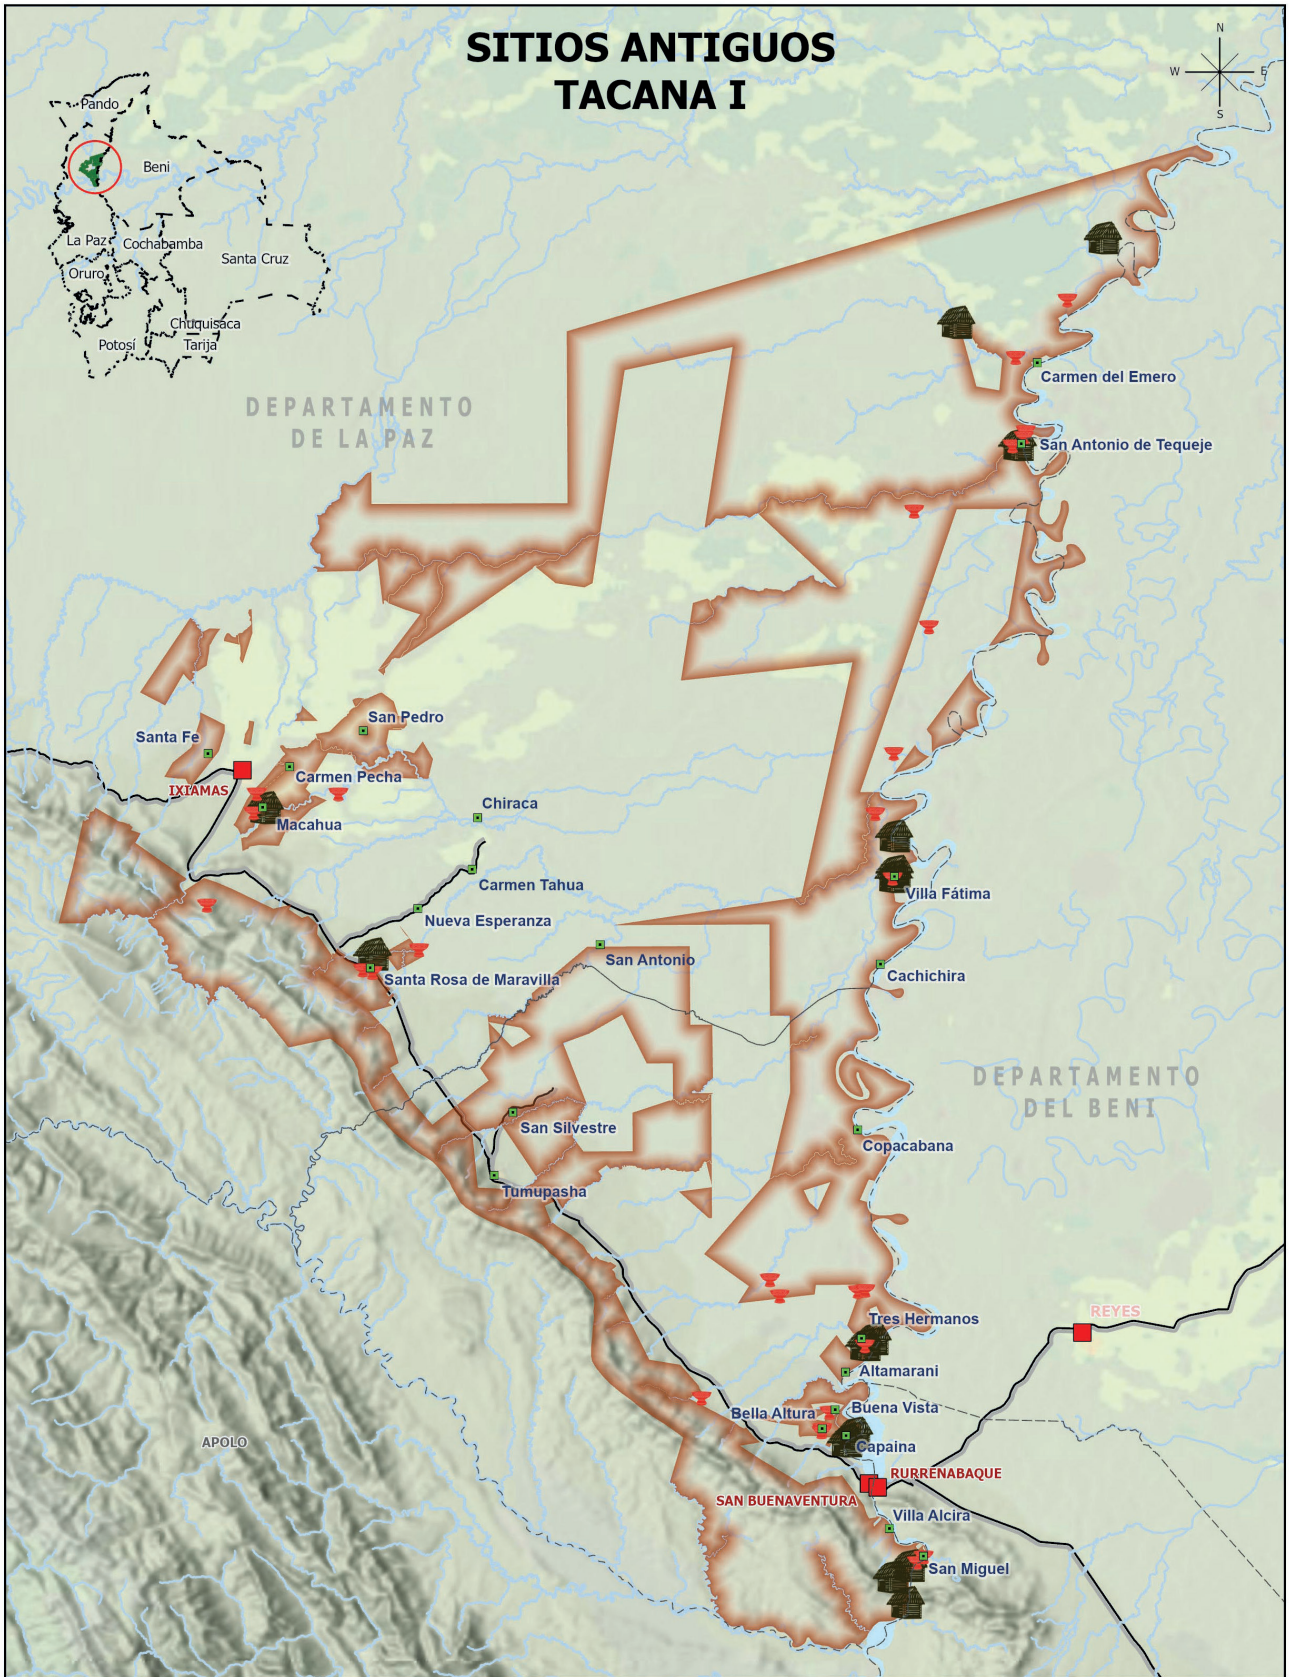 SITIOS ANTIGUOS
TACANA I
N
W
E
S
Pando
Beni
La Paz
Cochabamba
Santa Cruz
Oruro
Chuquisaca
Potosí
Tarija
DEPARTAMENTO
DE LA PAZ
Carmen del Emero
San Antonio de Tequeje
San Pedro
Santa Fe
Carmen Pecha
IXIAMAS
Chiraca
Macahua
Carmen Tahua
Villa Fátima
Nueva Esperanza
San Antonio
Cachichira
Santa Rosa de Maravilla
DEPARTAMENTO
DEL BENI
San Silvestre
Copacabana
Tumupasha
REYES
Tres Hermanos
Altamarani
Buena Vista
Bella Altura
APOLO
Capaina
RURRENABAQUE
SAN BUENAVENTURA
Villa Alcira
San Miguel